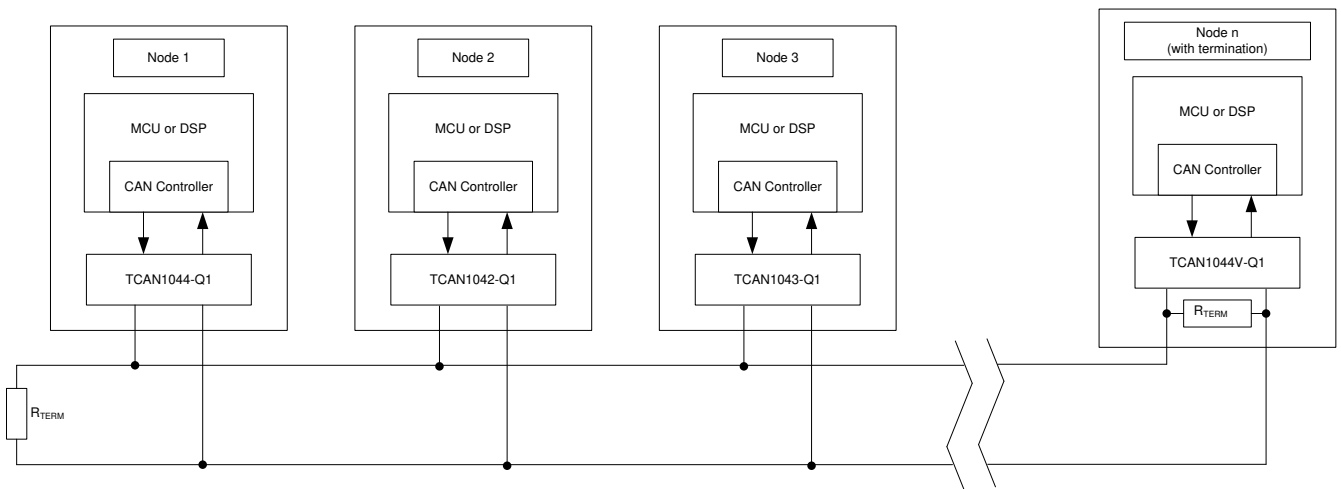 Node 1
MCU or DSP
CAN Controller
TCAN1044-Q1
Node 2
MCU or DSP
CAN Controller
TCAN1042-Q1
Node 3
MCU or DSP
CAN Controller
TCAN1043-Q1
Node n
(with termination)
MCU or DSP
CAN Controller
TCAN1044V-Q1
RTERM
RTERM